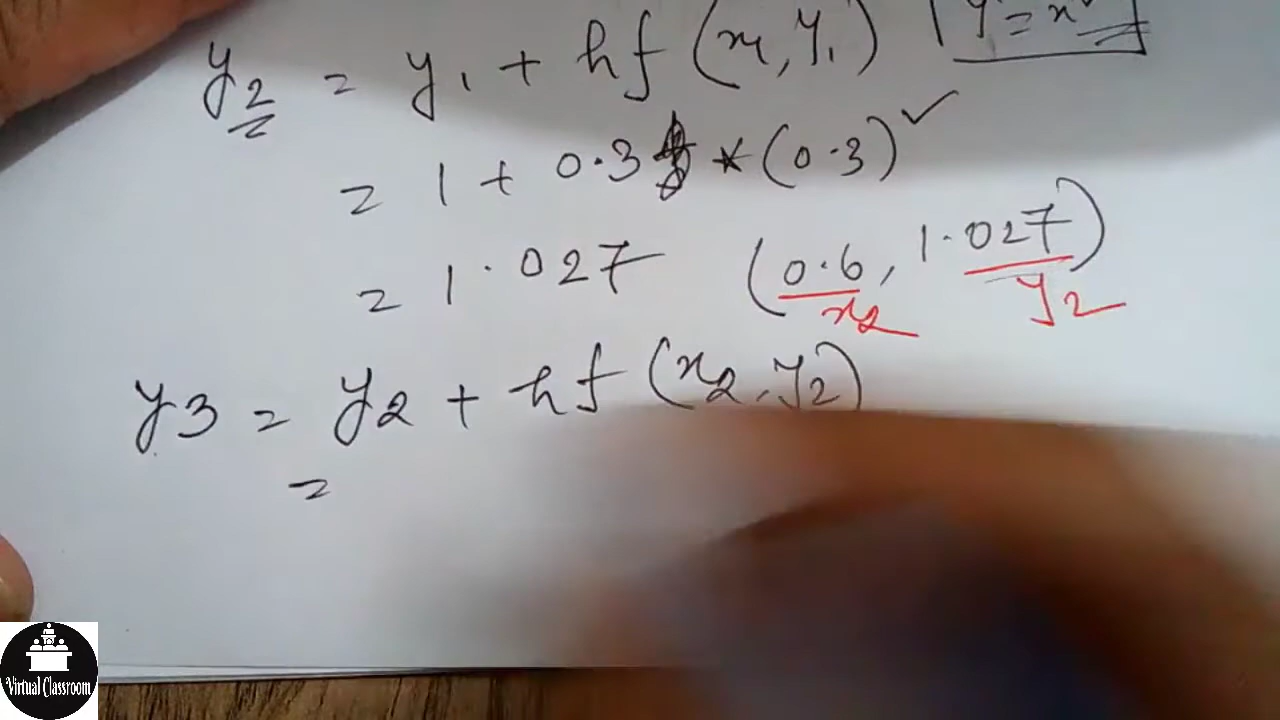 y2 = y1 + hf (x1, y1) y' = x²
= 1 + 0.3 * (0.3) ✓
= 1.027 (0.6, 1.027)
x2 y2
y3 = y2 + hf (x2, y2)
=
Virtual Classroom